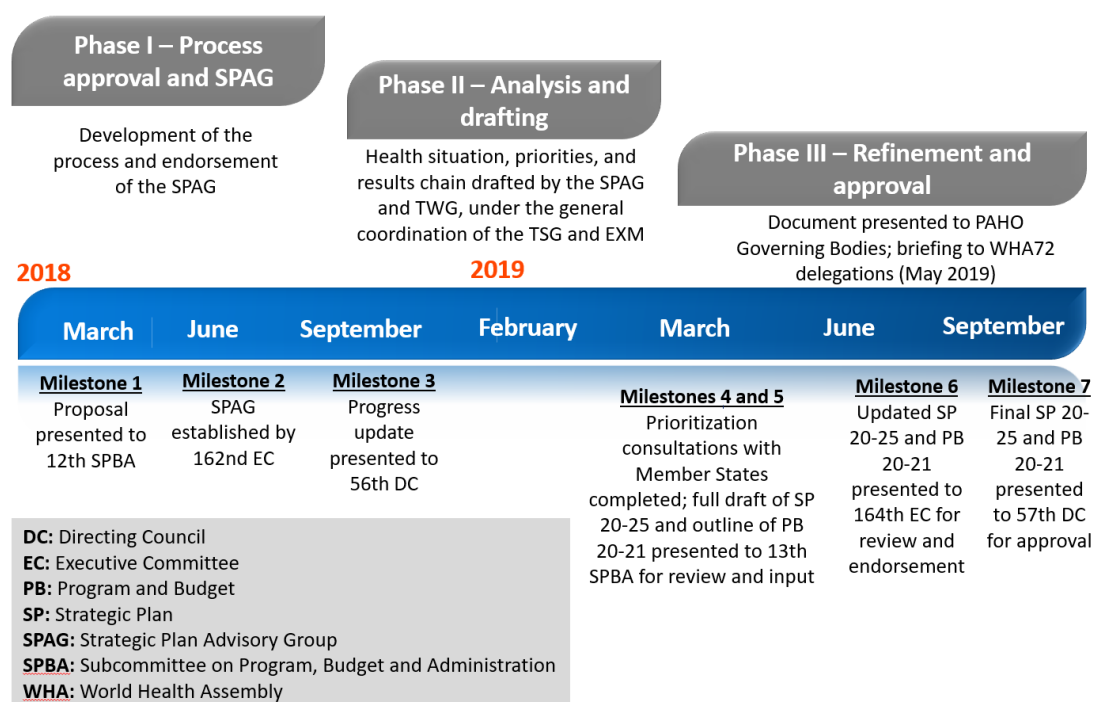 Phase I – Process
approval and SPAG
Development of the
process and endorsement
of the SPAG
Phase II – Analysis and
drafting
Health situation, priorities, and
results chain drafted by the SPAG
and TWG, under the general
coordination of the TSG and EXM
Phase III – Refinement and
approval
Document presented to PAHO
Governing Bodies; briefing to WHA72
delegations (May 2019)
2018
2019
March
June
September
February
March
June
September
Milestone 1
Proposal
presented to
12th SPBA
Milestone 2
SPAG
established by
162nd EC
Milestone 3
Progress
update
presented to
56th DC
Milestones 4 and 5
Prioritization
consultations with
Member States
completed; full draft of SP
20-25 and outline of PB
20-21 presented to 13th
SPBA for review and input
Milestone 6
Updated SP
20-25 and PB
20-21
presented to
164th EC for
review and
endorsement
Milestone 7
Final SP 20-
25 and PB
20-21
presented
to 57th DC
for approval
DC: Directing Council
EC: Executive Committee
PB: Program and Budget
SP: Strategic Plan
SPAG: Strategic Plan Advisory Group
SPBA: Subcommittee on Program, Budget and Administration
WHA: World Health Assembly